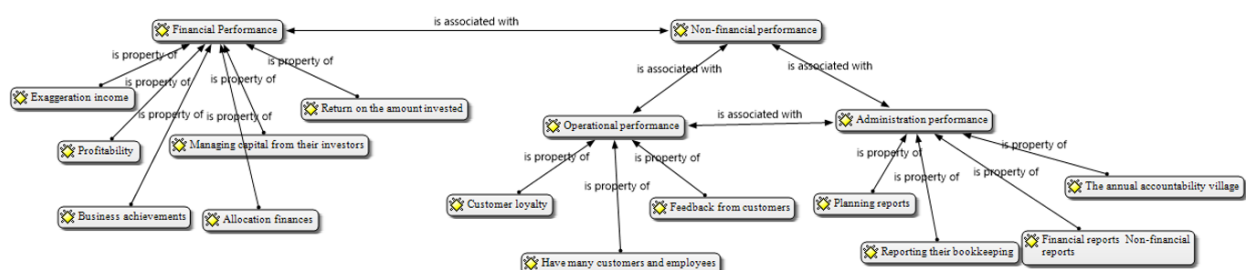 is associated with
Financial Performance
Non-financial performance
is property of
is property of
is property of
is property of
is property of
is property of
Exaggeration income
Return on the amount invested
Profitability
Managing capital from their investors
Business achievements
Allocation finances
is associated with
is associated with
is associated with
Operational performance
Administration performance
is property of
is property of
is property of
Customer loyalty
Feedback from customers
Have many customers and employees
is property of
is property of
is property of
is property of
The annual accountability village
Planning reports
Reporting their bookkeeping
Financial reports Non-financial
reports